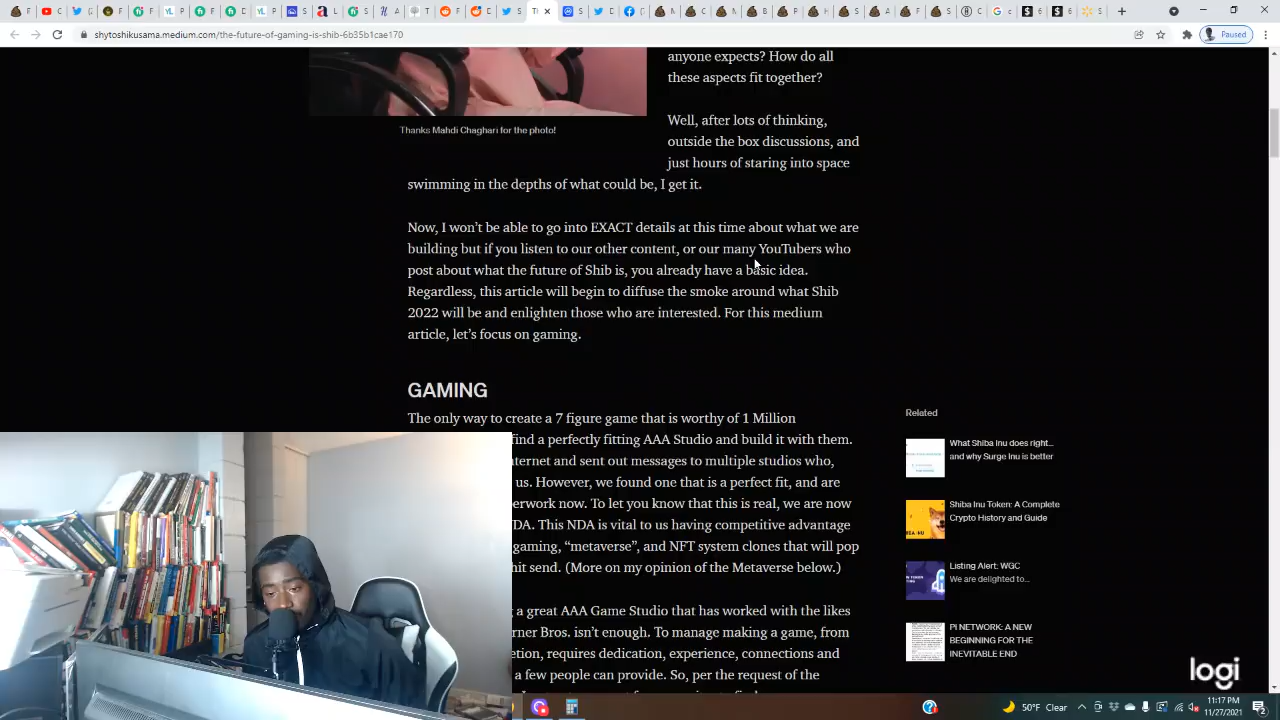 shytoshikusama.medium.com/the-future-of-gaming-is-shib-6b35b1cae170
Paused
anyone expects? How do all
these aspects fit together?
Thanks Mahdi Chaghari for the photo!
Well, after lots of thinking,
outside the box discussions, and
just hours of staring into space
swimming in the depths of what could be, I get it.
Now, I won't be able to go into EXACT details at this time about what we are
building but if you listen to our other content, or our many YouTubers who
post about what the future of Shib is, you already have a basic idea.
Regardless, this article will begin to diffuse the smoke around what Shib
2022 will be and enlighten those who are interested. For this medium
article, let's focus on gaming.
GAMING
The only way to create a 7 figure game that is worthy of 1 Million
find a perfectly fitting AAA Studio and build it with them.
ternet and sent out messages to multiple studios who,
us. However, we found one that is a perfect fit, and are
erwork now. To let you know that this is real, we are now
DA. This NDA is vital to us having competitive advantage
gaming, "metaverse", and NFT system clones that will pop
hit send. (More on my opinion of the Metaverse below.)
a great AAA Game Studio that has worked with the likes
rner Bros. isn't enough. To manage making a game, from
etion, requires dedication, experience, connections and
a few people can provide. So, per the request of the
Related
What Shiba Inu does right...
and why Surge Inu is better
Shiba Inu Token: A Complete
Crypto History and Guide
Listing Alert: WGC
We are delighted to...
PI NETWORK: A NEW
BEGINNING FOR THE
INEVITABLE END
logi
50°F Clear
11:17 PM
11/27/2021